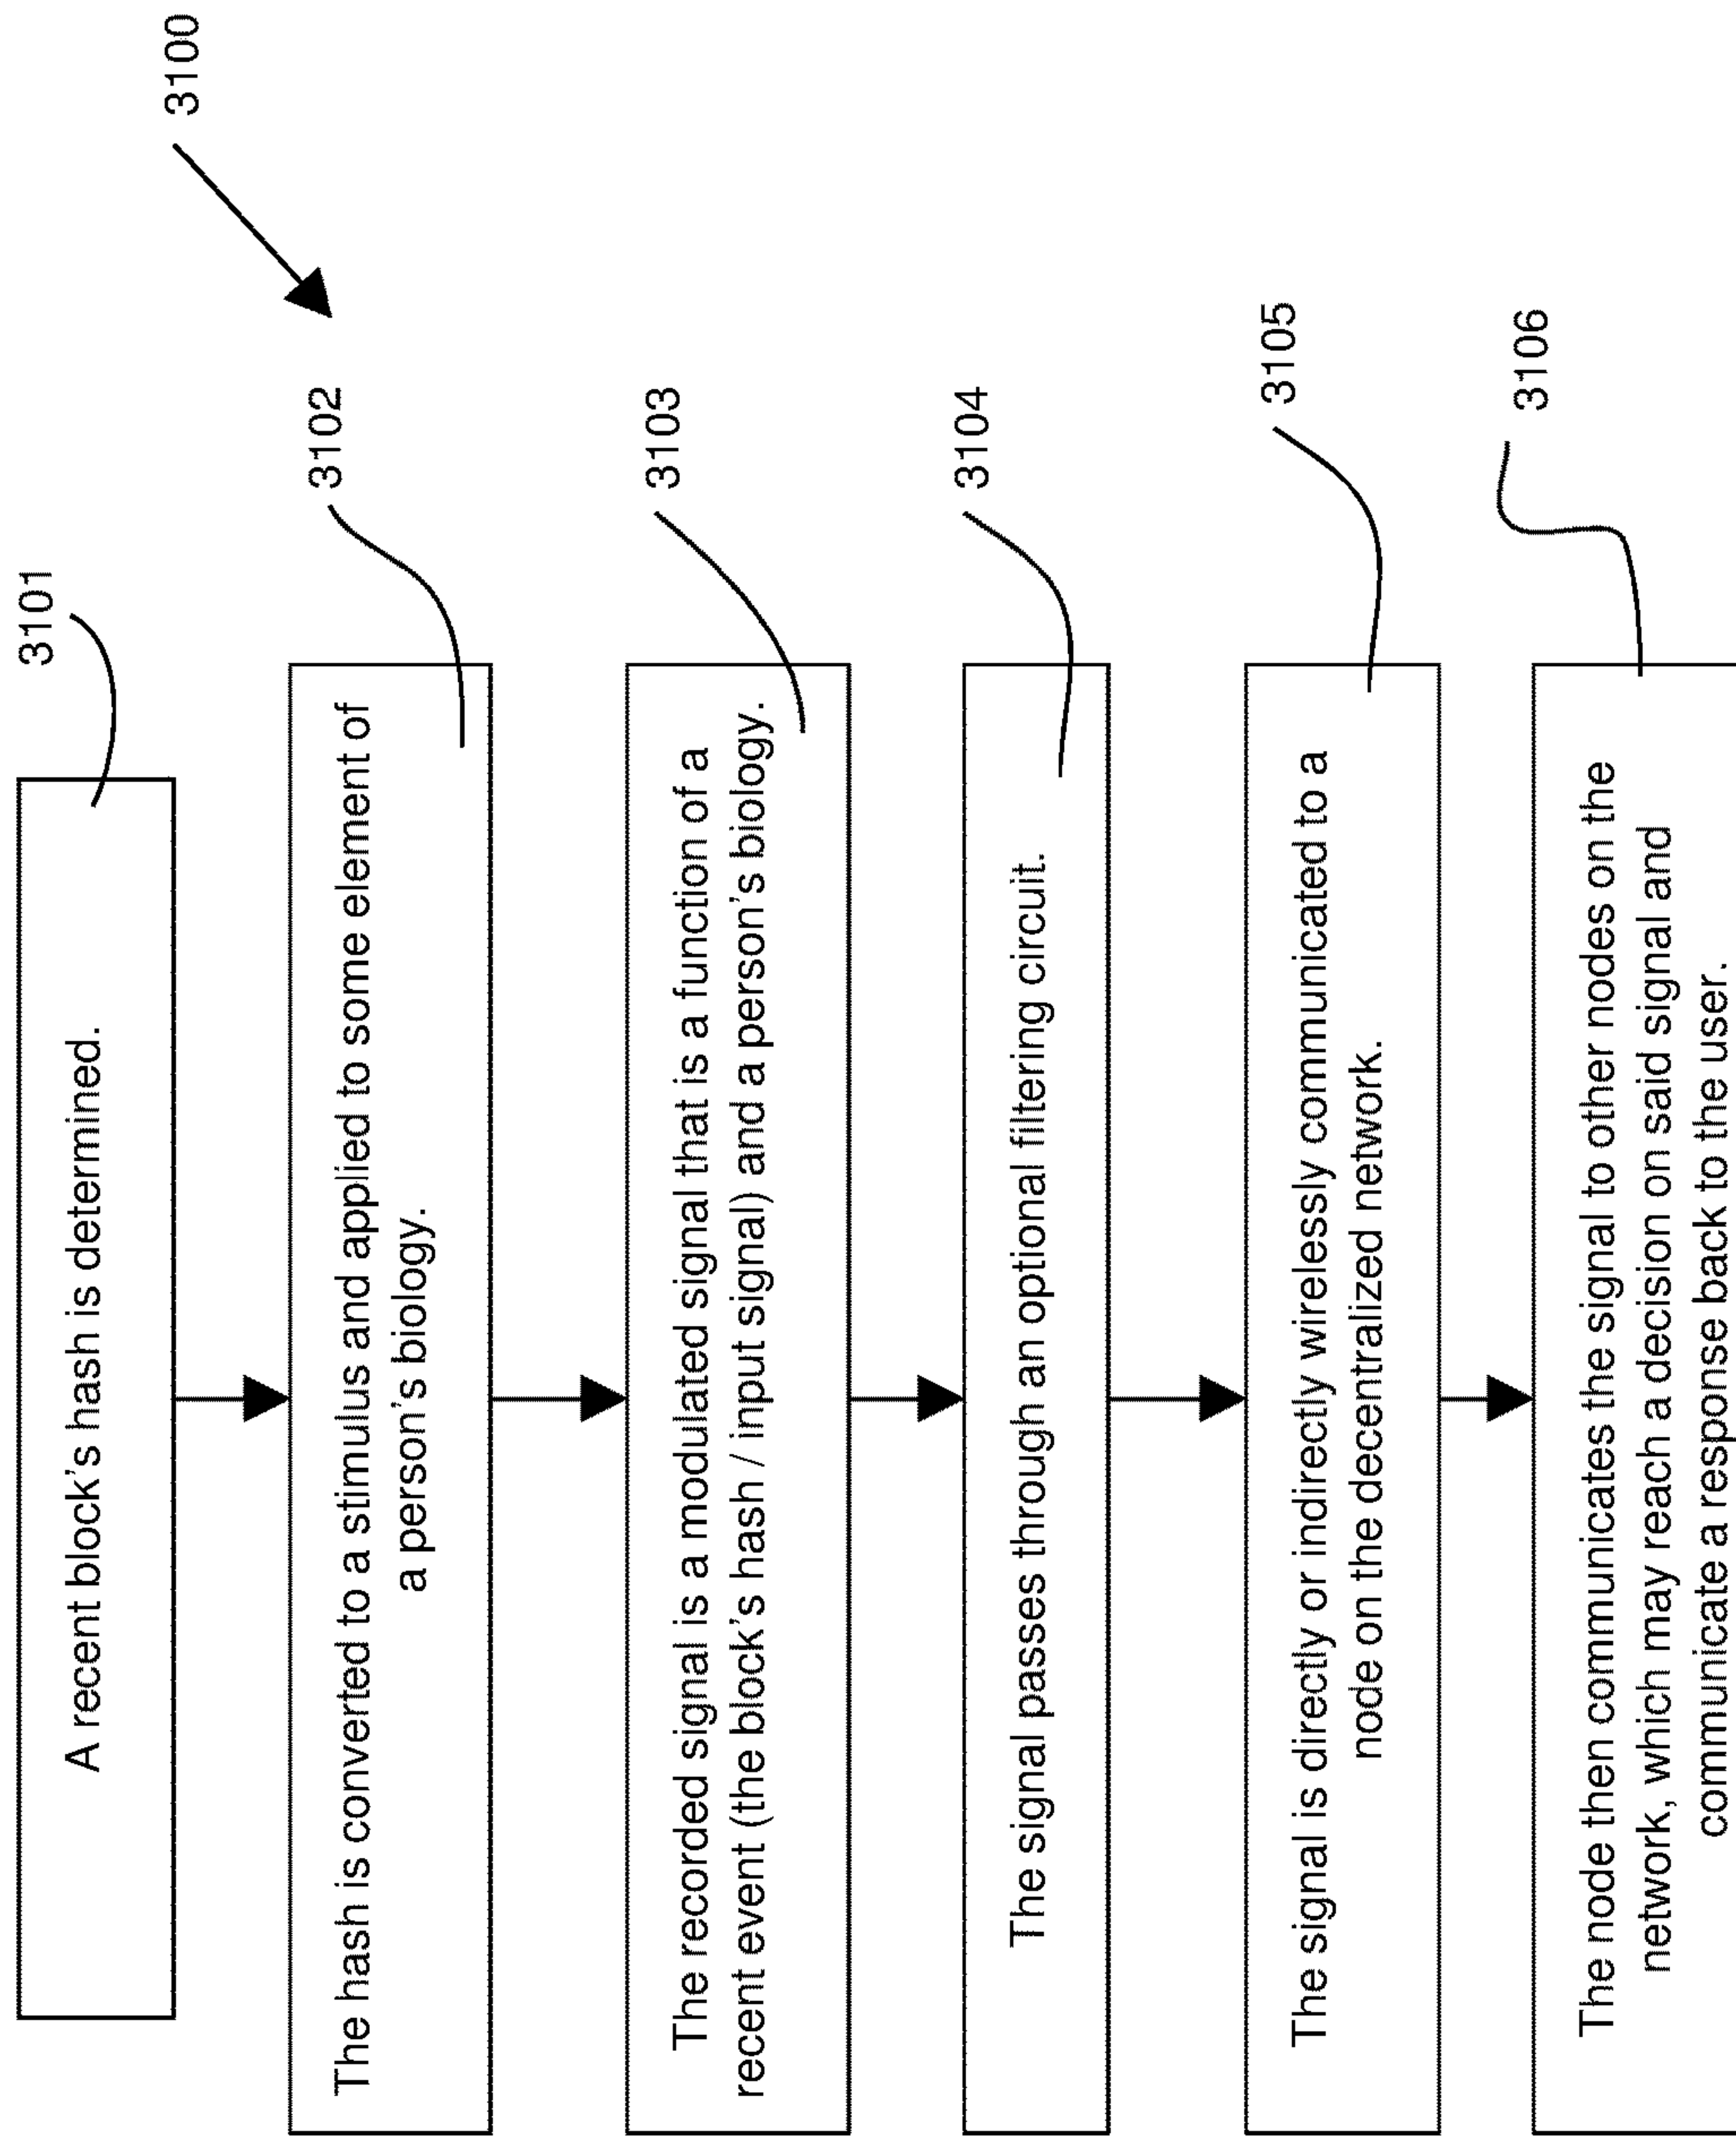 3100
3101
A recent block's hash is determined.
3102
The hash is converted to a stimulus and applied to some element of
a person's biology.
3103
The recorded signal is a modulated signal that is a function of a
recent event (the block's hash / input signal) and a person's biology.
3104
The signal passes through an optional filtering circuit.
3105
The signal is directly or indirectly wirelessly communicated to a
node on the decentralized network.
3106
The node then communicates the signal to other nodes on the
network, which may reach a decision on said signal and
communicate a response back to the user.